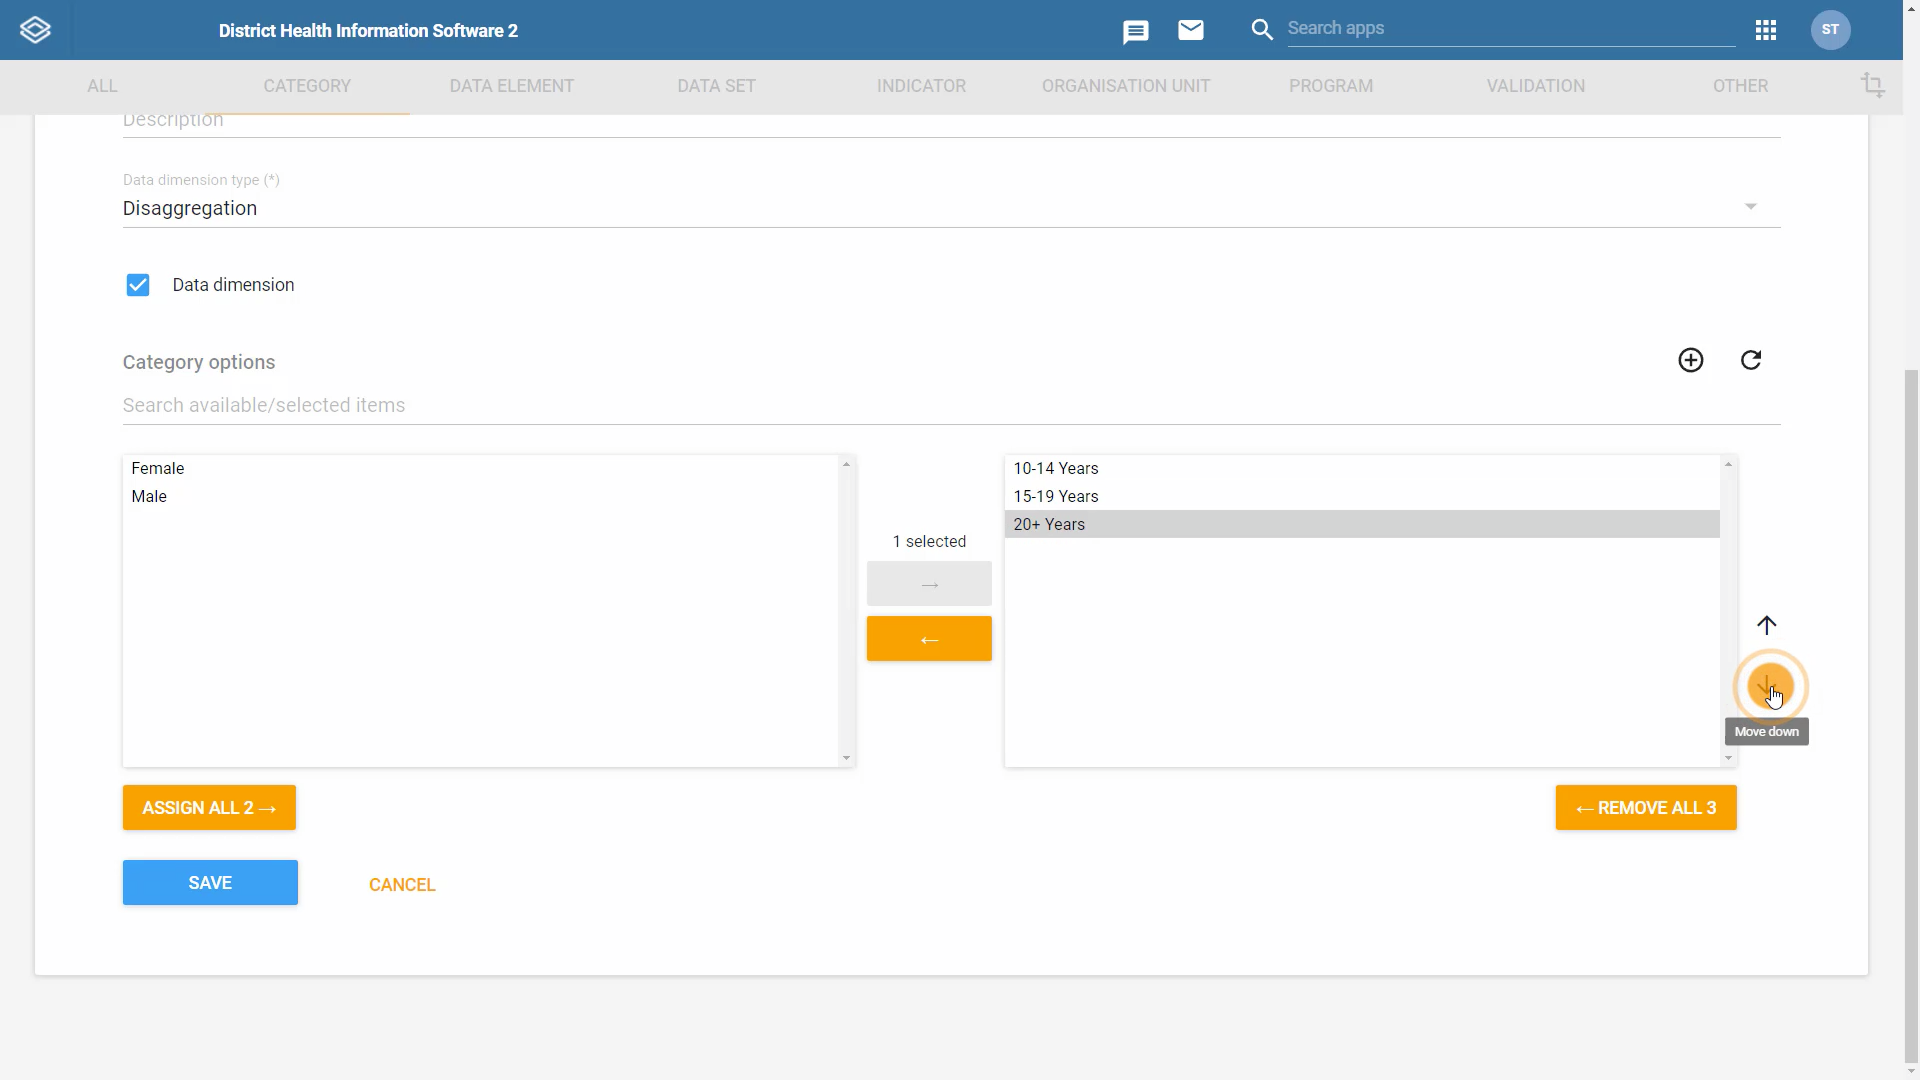 District Health Information Software 2
Search apps
ST
ALL
CATEGORY
DATA ELEMENT
DATA SET
INDICATOR
ORGANISATION UNIT
PROGRAM
VALIDATION
OTHER
Description
Data dimension type (*)
Disaggregation
Data dimension
Category options
Search available/selected items
Female
Male
1 selected
→
←
10-14 Years
15-19 Years
20+ Years
Move down
ASSIGN ALL 2 →
← REMOVE ALL 3
SAVE
CANCEL